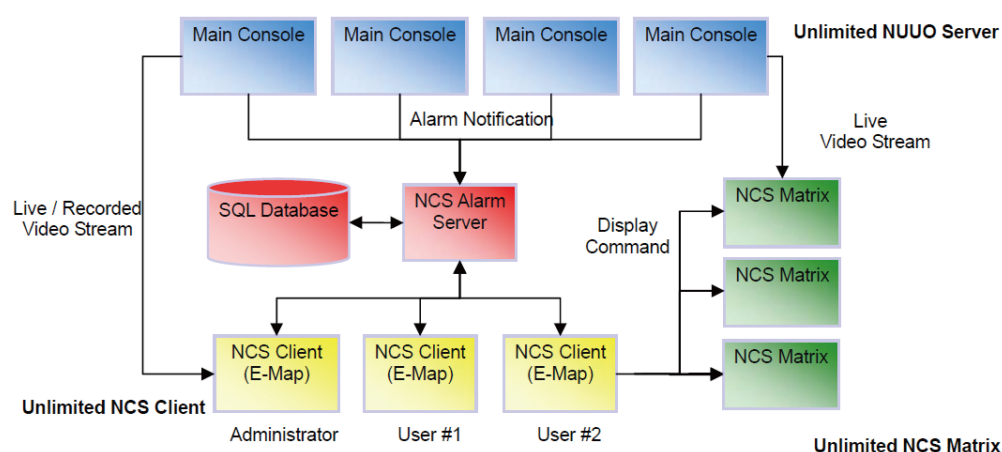 Main Console
Main Console
Main Console
Main Console
Unlimited NUUO Server
Alarm Notification
Live
Video Stream
Live / Recorded
Video Stream
SQL Database
NCS Alarm
Server
Display
Command
NCS Matrix
NCS Matrix
NCS Matrix
NCS Client
(E-Map)
NCS Client
(E-Map)
NCS Client
(E-Map)
Unlimited NCS Client
Administrator
User #1
User #2
Unlimited NCS Matrix